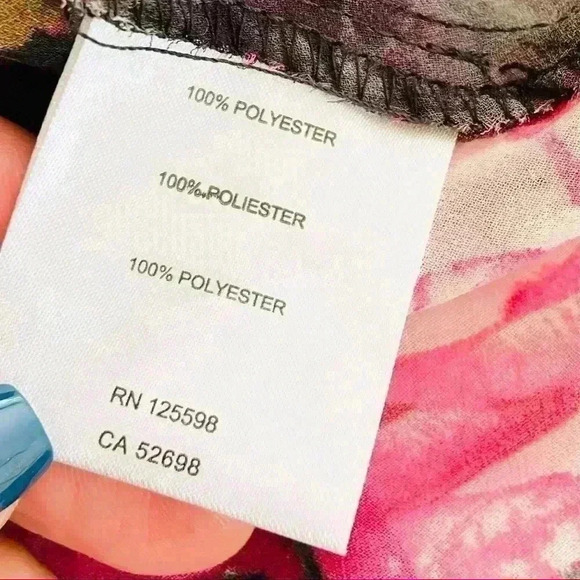 100% POLYESTER
100% POLIESTER
100% POLYESTER
RN 125598
CA 52698